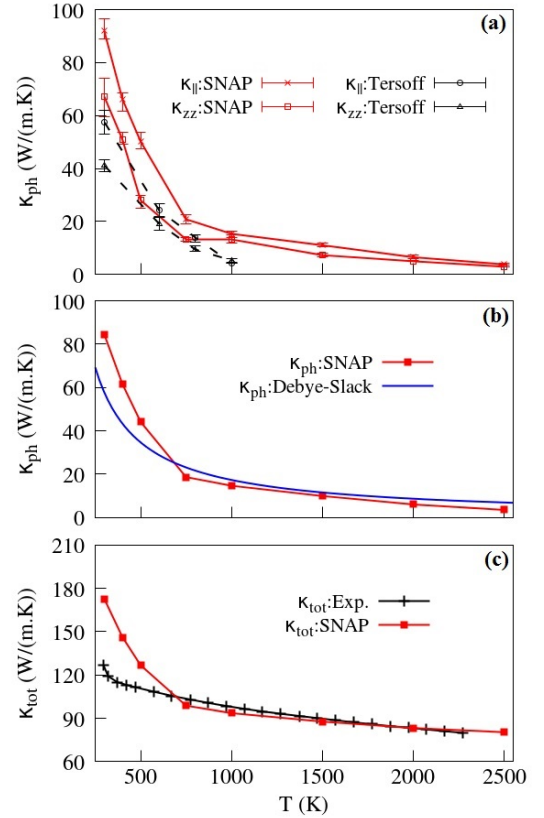 (a)
κ||:SNAP κ||:Tersoff
κzz:SNAP κzz:Tersoff
κph (W/(m.K))
100
80
60
40
20
0
(b)
κph:SNAP
κph:Debye-Slack
κph (W/(m.K))
100
80
60
40
20
0
(c)
κtot:Exp.
κtot:SNAP
κtot (W/(m.K))
210
180
150
120
90
60
500 1000 1500 2000 2500
T (K)